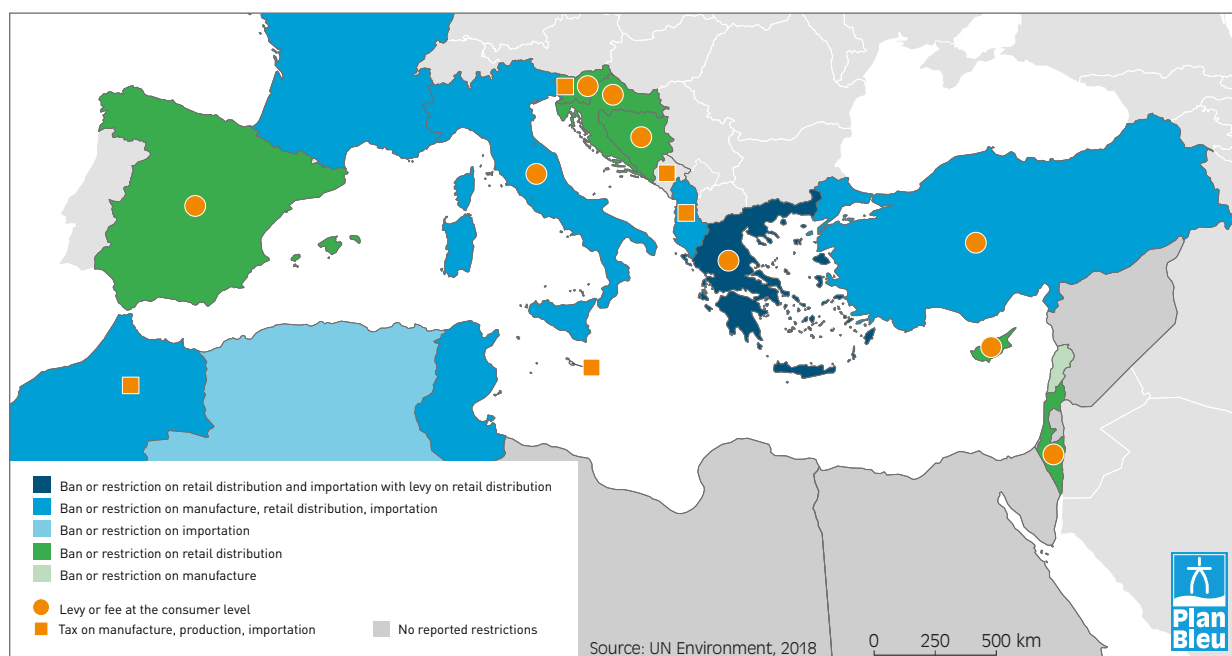 Ban or restriction on retail distribution and importation with levy on retail distribution
Ban or restriction on manufacture, retail distribution, importation
Ban or restriction on importation
Ban or restriction on retail distribution
Ban or restriction on manufacture
Levy or fee at the consumer level
Tax on manufacture, production, importation
No reported restrictions
Source: UN Environment, 2018
0 250 500 km
Plan
Bleu